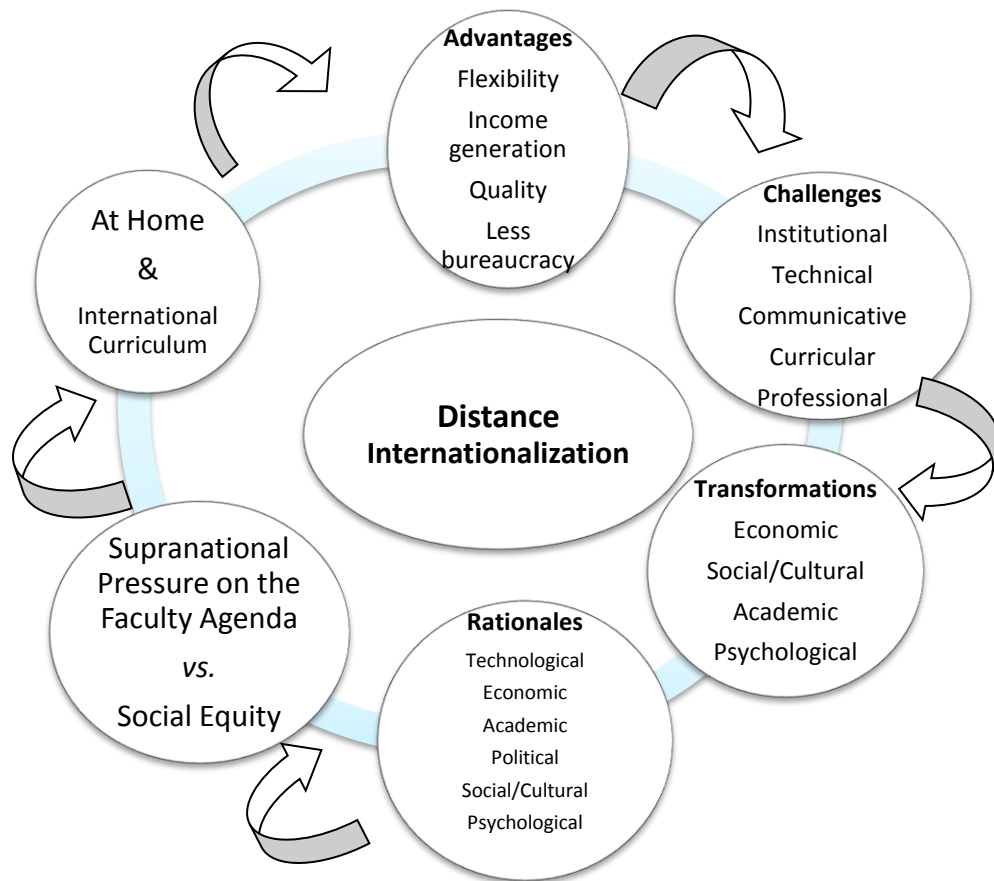 Advantages
Flexibility
Income
generation
Quality
Less
bureaucracy
Challenges
Institutional
Technical
Communicative
Curricular
Professional
Transformations
Economic
Social/Cultural
Academic
Psychological
Rationales
Technological
Economic
Academic
Political
Social/Cultural
Psychological
Supranational
Pressure on the
Faculty Agenda
vs.
Social Equity
At Home
&
International
Curriculum
Distance
Internationalization